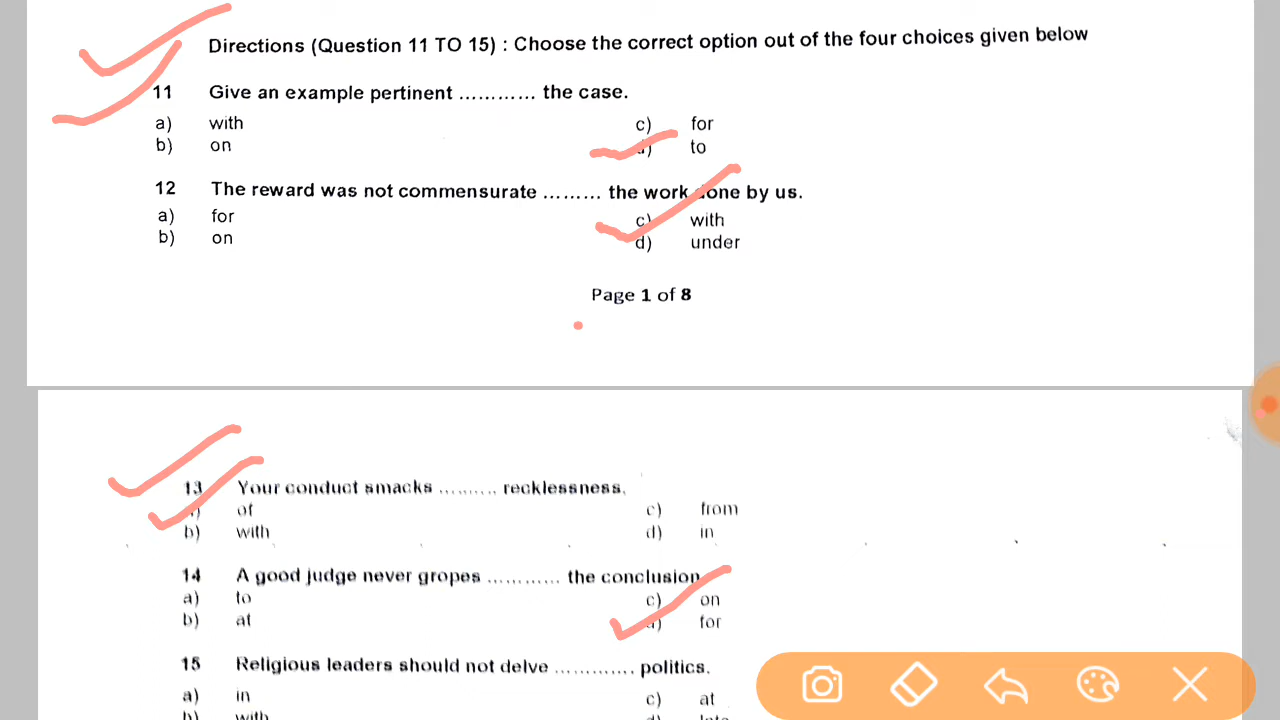 Directions (Question 11 TO 15) : Choose the correct option out of the four choices given below
11 Give an example pertinent ............ the case.
a) with c) for
b) on d) to
12 The reward was not commensurate ......... the work done by us.
a) for c) with
b) on d) under
Page 1 of 8
13 Your conduct smacks .......... recklessness.
a) of c) from
b) with d) in
14 A good judge never gropes ............ the conclusion
a) to c) on
b) at d) for
15 Religious leaders should not delve ............. politics.
a) in c) at
b) with